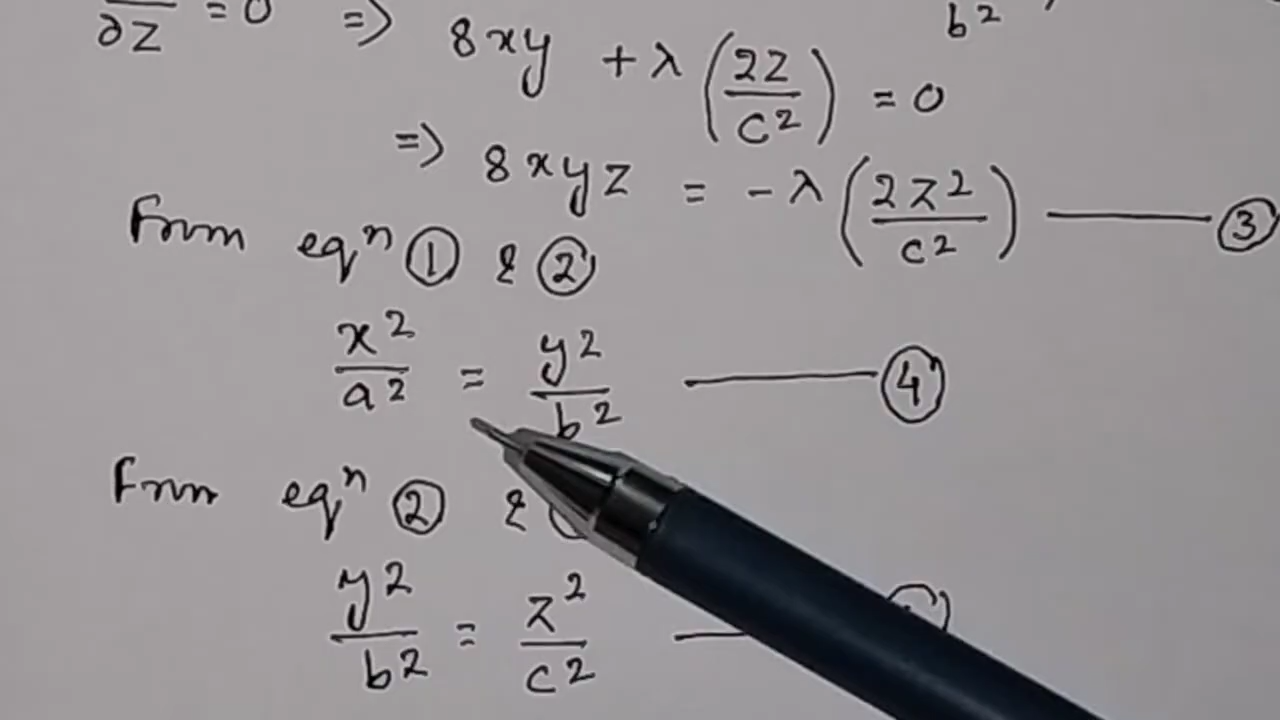 ∂z = 0 => 8xy + λ (2z/c²) = 0
b² ,
=> 8xyz = -λ (2z²/c²) —— ③
From eqⁿ ① & ②
x²/a² = y²/b² —— ④
From eqⁿ ② &
y²/b² = z²/c² ——